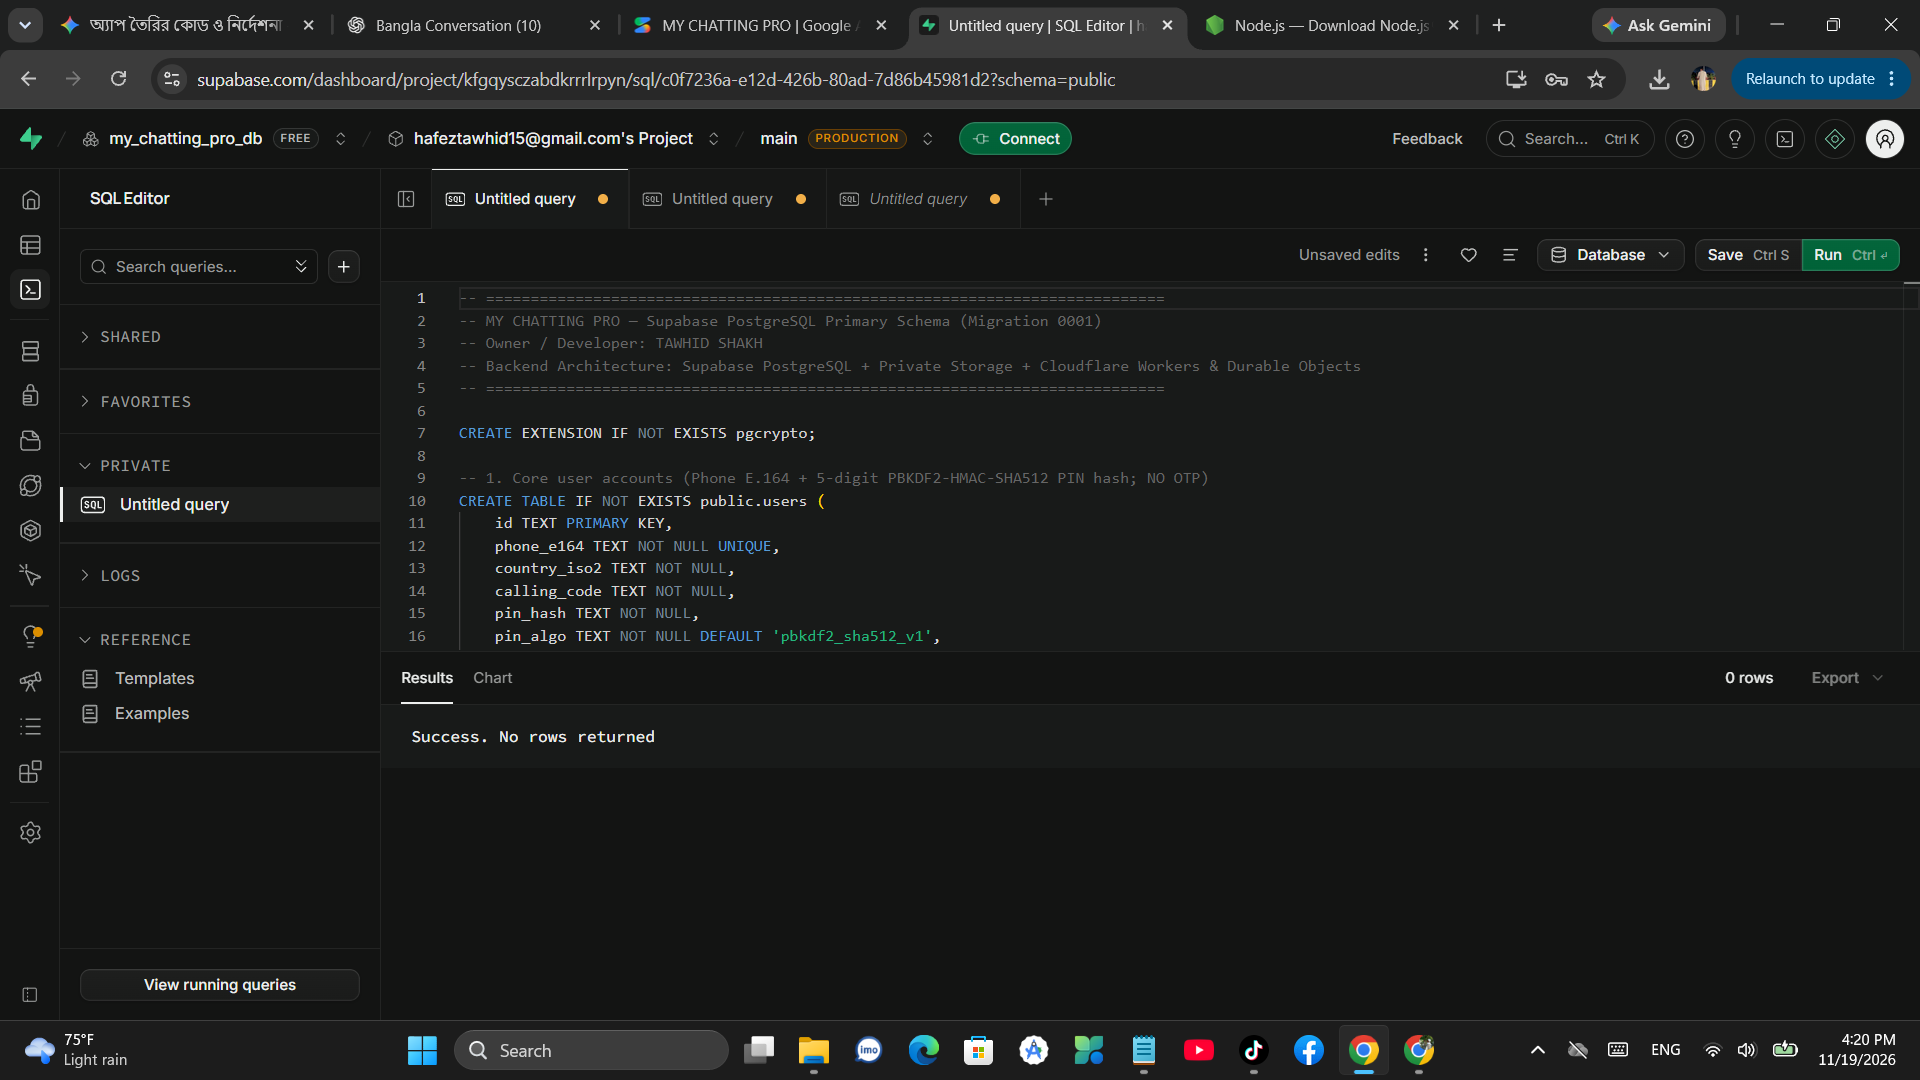 অ্যাপ তৈরির কোড ও নির্দেশনা
Bangla Conversation (10)
MY CHATTING PRO | Google
Untitled query | SQL Editor | h
Node.js — Download Node.js
Ask Gemini
supabase.com/dashboard/project/kfgqysczabdkrrrlrpyn/sql/c0f7236a-e12d-426b-80ad-7d86b45981d2?schema=public
Relaunch to update
my_chatting_pro_db FREE
hafeztawhid15@gmail.com's Project
main PRODUCTION
Connect
Feedback
Search... Ctrl K
SQL Editor
SQL Untitled query
SQL Untitled query
SQL Untitled query
Search queries...
Unsaved edits
Database
Save Ctrl S
Run Ctrl ↵
SHARED
FAVORITES
PRIVATE
SQL Untitled query
LOGS
REFERENCE
Templates
Examples
View running queries
1 -- ============================================================================
2 -- MY CHATTING PRO — Supabase PostgreSQL Primary Schema (Migration 0001)
3 -- Owner / Developer: TAWHID SHAKH
4 -- Backend Architecture: Supabase PostgreSQL + Private Storage + Cloudflare Workers & Durable Objects
5 -- ============================================================================
6
7 CREATE EXTENSION IF NOT EXISTS pgcrypto;
8
9 -- 1. Core user accounts (Phone E.164 + 5-digit PBKDF2-HMAC-SHA512 PIN hash; NO OTP)
10 CREATE TABLE IF NOT EXISTS public.users (
11 id TEXT PRIMARY KEY,
12 phone_e164 TEXT NOT NULL UNIQUE,
13 country_iso2 TEXT NOT NULL,
14 calling_code TEXT NOT NULL,
15 pin_hash TEXT NOT NULL,
16 pin_algo TEXT NOT NULL DEFAULT 'pbkdf2_sha512_v1',
Results
Chart
0 rows
Export
Success. No rows returned
75°F
Light rain
Search
imo
ENG
4:20 PM
11/19/2026